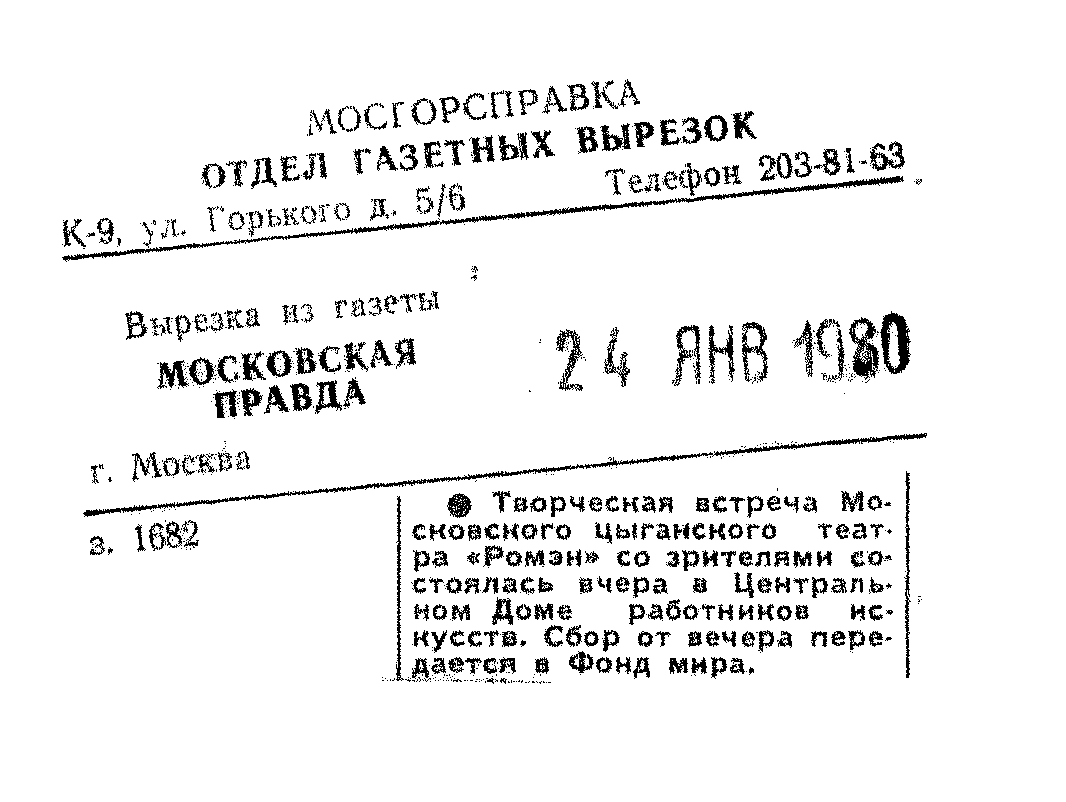 МОСГОРСПРАВКА
ОТДЕЛ ГАЗЕТНЫХ ВЫРЕЗОК
К-9, ул. Горького д. 5/6 Телефон 203-81-63
Вырезка из газеты
МОСКОВСКАЯ
ПРАВДА
24 ЯНВ 1980
г. Москва
з. 1682
● Творческая встреча Мо-
сковского цыганского теат-
ра «Ромэн» со зрителями со-
стоялась вчера в Централь-
ном Доме работников ис-
кусств. Сбор от вечера пере-
дается в Фонд мира.